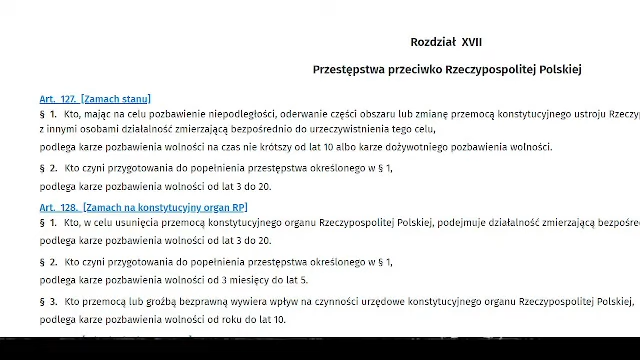 Rozdział XVII
Przestępstwa przeciwko Rzeczypospolitej Polskiej
Art. 127. [Zamach stanu]
§ 1. Kto, mając na celu pozbawienie niepodległości, oderwanie części obszaru lub zmianę przemocą konstytucyjnego ustroju
z innymi osobami działalność zmierzającą bezpośrednio do urzeczywistnienia tego celu,
podlega karze pozbawienia wolności na czas nie krótszy od lat 10 albo karze dożywotniego pozbawienia wolności.
§ 2. Kto czyni przygotowania do popełnienia przestępstwa określonego w § 1,
podlega karze pozbawienia wolności od lat 3 do 20.
Art. 128. [Zamach na konstytucyjny organ RP]
§ 1. Kto, w celu usunięcia przemocą konstytucyjnego organu Rzeczypospolitej Polskiej, podejmuje działalność zmierzającą
podlega karze pozbawienia wolności od lat 3 do 20.
§ 2. Kto czyni przygotowania do popełnienia przestępstwa określonego w § 1,
podlega karze pozbawienia wolności od 3 miesięcy do lat 5.
§ 3. Kto przemocą lub groźbą bezprawną wywiera wpływ na czynności urzędowe konstytucyjnego organu Rzeczypospolitej Polskiej,
podlega karze pozbawienia wolności od roku do lat 10.